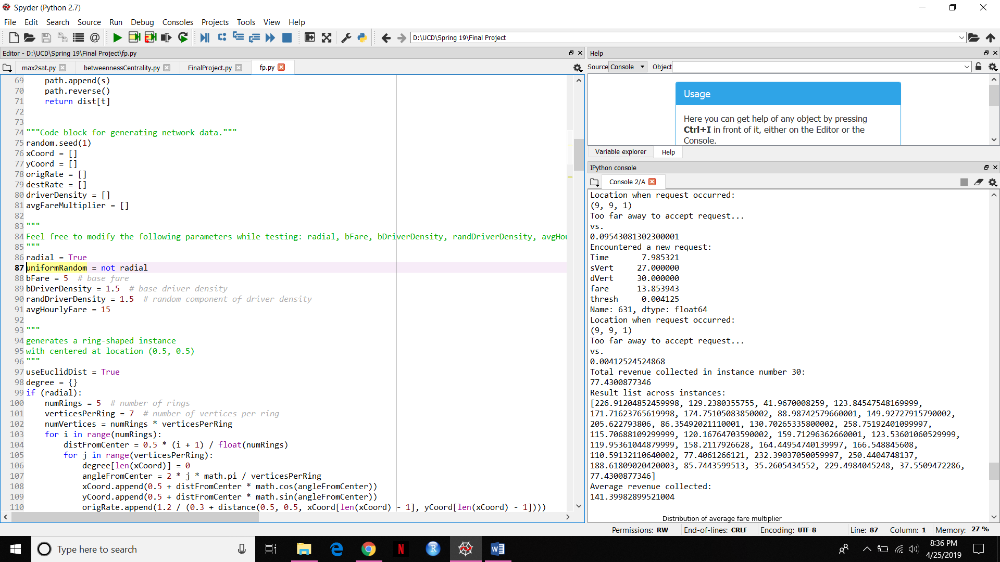 Spyder (Python 2.7)
File Edit Search Source Run Debug Consoles Projects Tools View Help
D:\UCD\Spring 19\Final Project
Editor - D:\UCD\Spring 19\Final Project\fp.py
max2sat.py betweennessCentrality.py FinalProject.py fp.py
69 path.append(s)
70 path.reverse()
71 return dist[t]
72
73
74 """Code block for generating network data."""
75 random.seed(1)
76 xCoord = []
77 yCoord = []
78 origRate = []
79 destRate = []
80 driverDensity = []
81 avgFareMultiplier = []
82
83 """
84 Feel free to modify the following parameters while testing: radial, bFare, bDriverDensity, randDriverDensity, avgHou
85 """
86 radial = True
87 uniformRandom = not radial
88 bFare = 5  # base fare
89 bDriverDensity = 1.5  # base driver density
90 randDriverDensity = 1.5  # random component of driver density
91 avgHourlyFare = 15
92
93 """
94 generates a ring-shaped instance
95 with centered at location (0.5, 0.5)
96 """
97 useEuclidDist = True
98 degree = {}
99 if (radial):
100 numRings = 5  # number of rings
101 verticesPerRing = 7  # number of vertices per ring
102 numVertices = numRings * verticesPerRing
103 for i in range(numRings):
104 distFromCenter = 0.5 * (i + 1) / float(numRings)
105 for j in range(verticesPerRing):
106 degree[len(xCoord)] = 0
107 angleFromCenter = 2 * j * math.pi / verticesPerRing
108 xCoord.append(0.5 + distFromCenter * math.cos(angleFromCenter))
109 yCoord.append(0.5 + distFromCenter * math.sin(angleFromCenter))
110 origRate.append(1.2 / (0.3 + distance(0.5, 0.5, xCoord[len(xCoord) - 1], yCoord[len(xCoord) - 1])))
Help
Source Console Object
Usage
Here you can get help of any object by pressing
Ctrl+I in front of it, either on the Editor or the
Console.
Variable explorer Help
IPython console
Console 2/A
Location when request occurred:
(9, 9, 1)
Too far away to accept request...
vs.
0.09543081302300001
Encountered a new request:
Time 7.985321
sVert 27.000000
dVert 30.000000
fare 13.853943
thresh 0.004125
Name: 631, dtype: float64
Location when request occurred:
(9, 9, 1)
Too far away to accept request...
vs.
0.00412524524868
Total revenue collected in instance number 30:
77.4300877346
Result list across instances:
[226.91204852459998, 129.2380355755, 41.9670008259, 123.84547548169999,
171.71623765619998, 174.75105083850002, 88.98742579660001, 149.92727915790002,
205.622793806, 86.35492021110001, 130.70265335800002, 258.75192401099997,
115.70688109299999, 120.16764703590002, 159.71296362660001, 123.53601060529999,
119.95361044879999, 158.2117926628, 164.44954740139997, 166.548845608,
110.59132110640002, 77.4061266121, 232.39037050059997, 250.4404748137,
188.61809020420003, 85.7443599513, 35.2605434552, 229.4984045248, 37.5509472286,
77.4300877346]
Average revenue collected:
141.39982899521004
Distribution of average fare multiplier
Permissions: RW End-of-lines: CRLF Encoding: UTF-8 Line: 87 Column: 1 Memory: 27 %
Type here to search
8:36 PM
4/25/2019